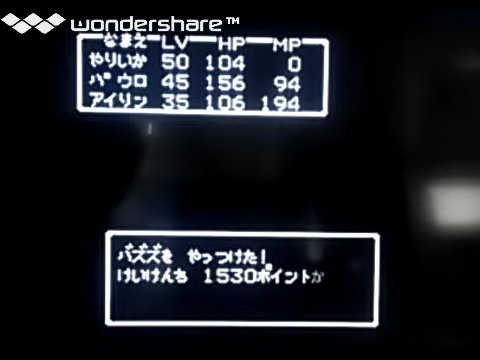 wondershare™
なまえ LV HP MP
やりいか 50 104 0
パウロ 45 156 94
アイリン 35 106 194
バズズを やっつけた!
けいけんち 1530ポイントか